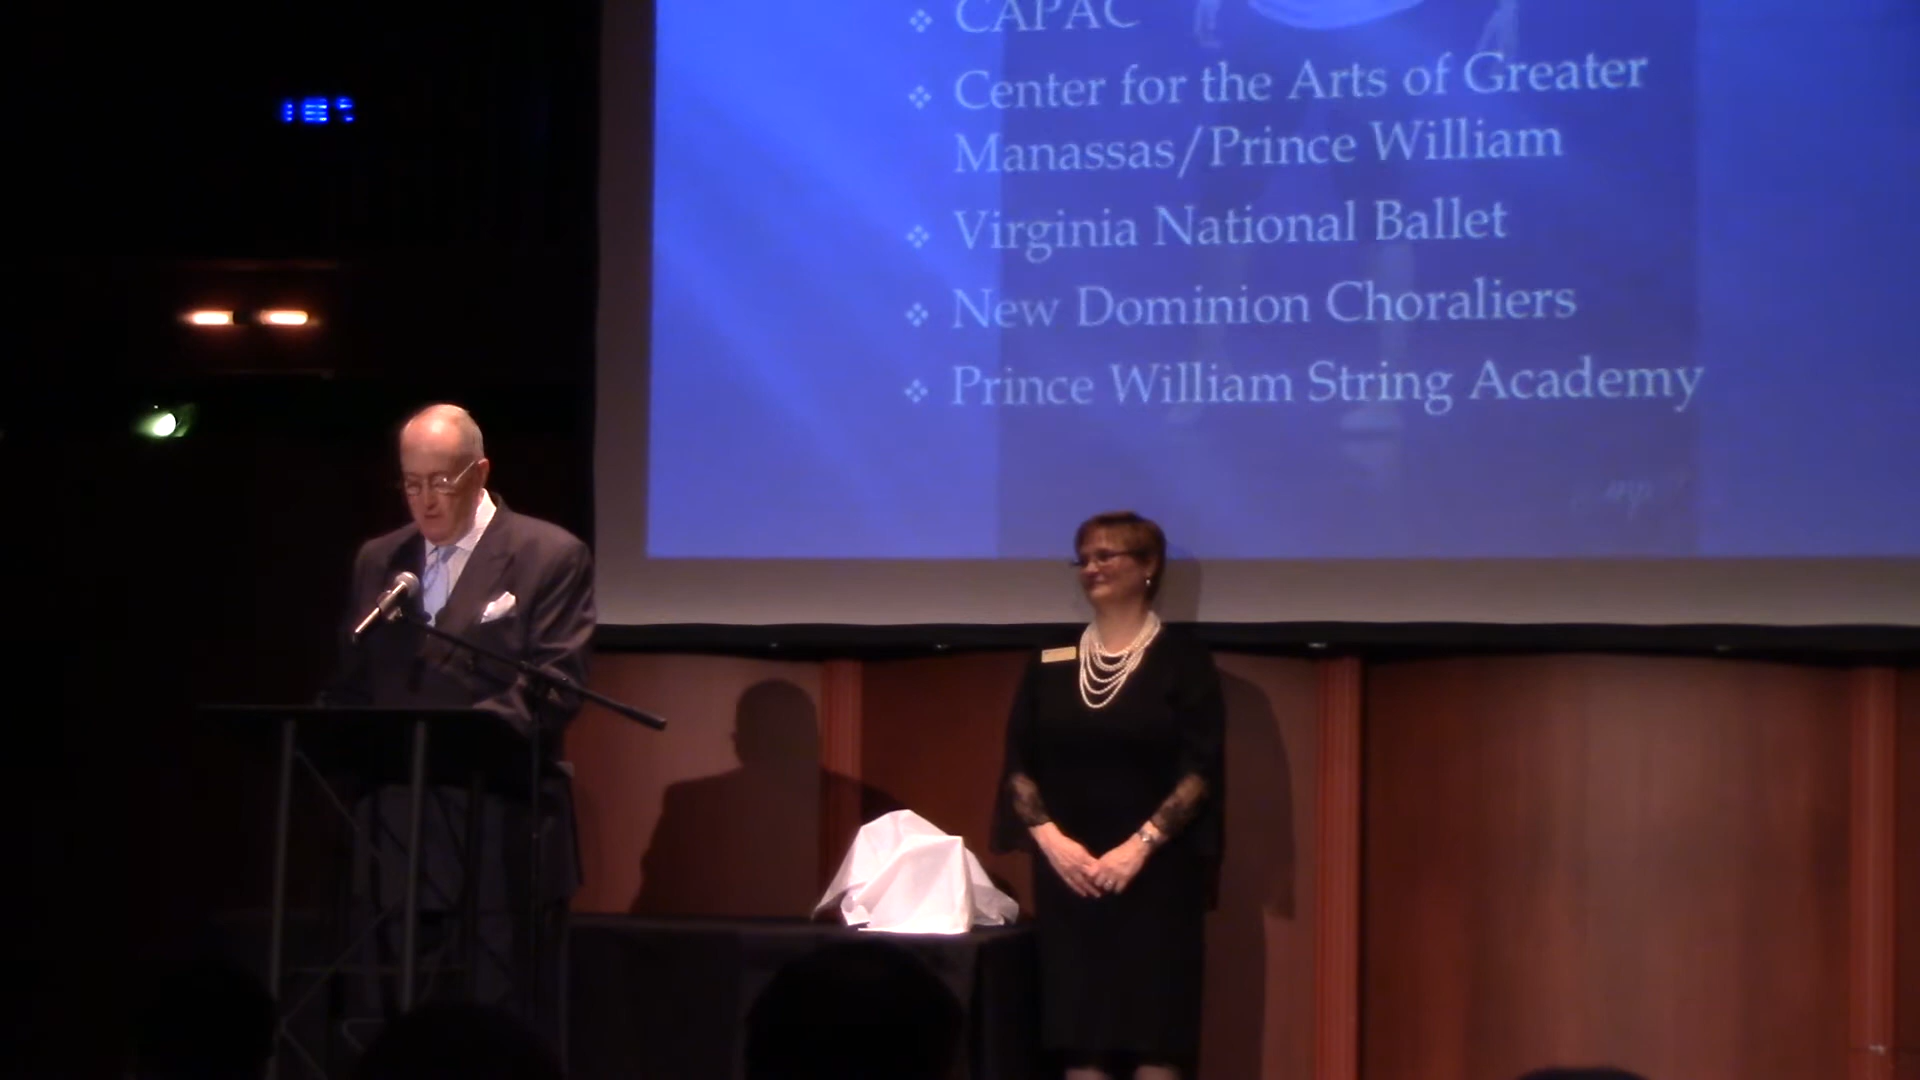 CAPAC
Center for the Arts of Greater
Manassas/Prince William
Virginia National Ballet
New Dominion Choraliers
Prince William String Academy